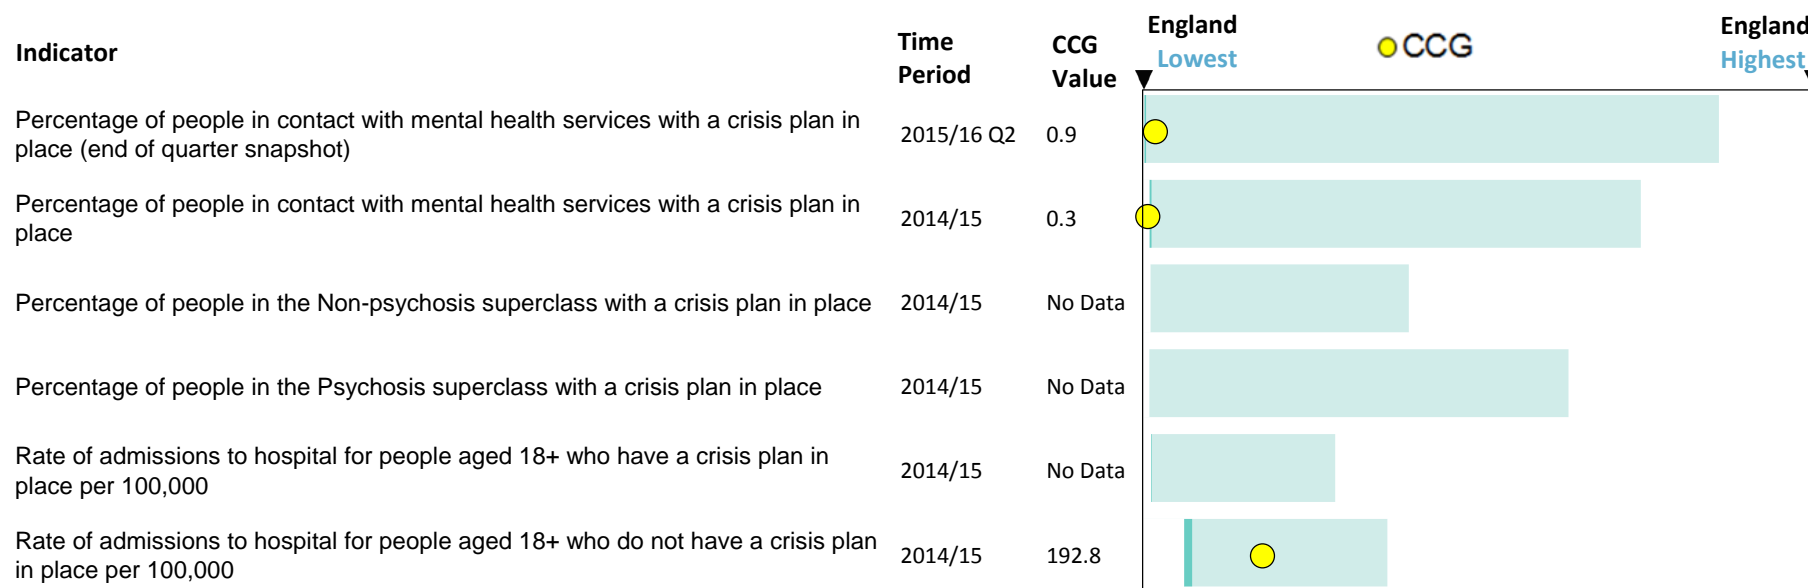 Indicator
Time
Period
CCG
Value
England
Lowest
CCG
England
Highest
Percentage of people in contact with mental health services with a crisis plan in
place (end of quarter snapshot)
2015/16 Q2
0.9
Percentage of people in contact with mental health services with a crisis plan in
place
2014/15
0.3
Percentage of people in the Non-psychosis superclass with a crisis plan in place
2014/15
No Data
Percentage of people in the Psychosis superclass with a crisis plan in place
2014/15
No Data
Rate of admissions to hospital for people aged 18+ who have a crisis plan in
place per 100,000
2014/15
No Data
Rate of admissions to hospital for people aged 18+ who do not have a crisis plan
in place per 100,000
2014/15
192.8